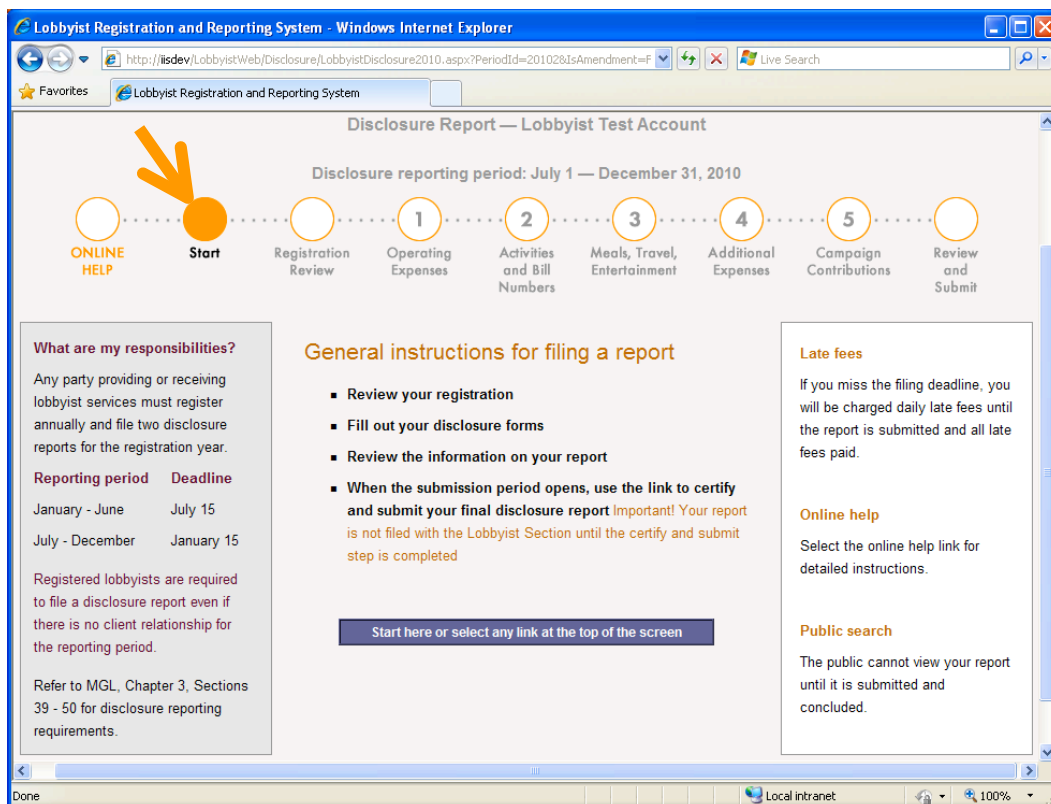 Lobbyist Registration and Reporting System - Windows Internet Explorer
http://iisdev/LobbyistWeb/Disclosure/LobbyistDisclosure2010.aspx?PeriodId=20102&IsAmendment=F
Live Search
Favorites
Lobbyist Registration and Reporting System
Disclosure Report — Lobbyist Test Account
Disclosure reporting period: July 1 — December 31, 2010
1
2
3
4
5
ONLINE
HELP
Start
Registration
Review
Operating
Expenses
Activities
and Bill
Numbers
Meals, Travel,
Entertainment
Additional
Expenses
Campaign
Contributions
Review
and
Submit
What are my responsibilities?
Any party providing or receiving
lobbyist services must register
annually and file two disclosure
reports for the registration year.
Reporting period Deadline
January - June July 15
July - December January 15
Registered lobbyists are required
to file a disclosure report even if
there is no client relationship for
the reporting period.
Refer to MGL, Chapter 3, Sections
39 - 50 for disclosure reporting
requirements.
General instructions for filing a report
▪ Review your registration
▪ Fill out your disclosure forms
▪ Review the information on your report
▪ When the submission period opens, use the link to certify
and submit your final disclosure report Important! Your report
is not filed with the Lobbyist Section until the certify and submit
step is completed
Start here or select any link at the top of the screen
Late fees
If you miss the filing deadline, you
will be charged daily late fees until
the report is submitted and all late
fees paid.
Online help
Select the online help link for
detailed instructions.
Public search
The public cannot view your report
until it is submitted and
concluded.
Done
Local intranet
100%